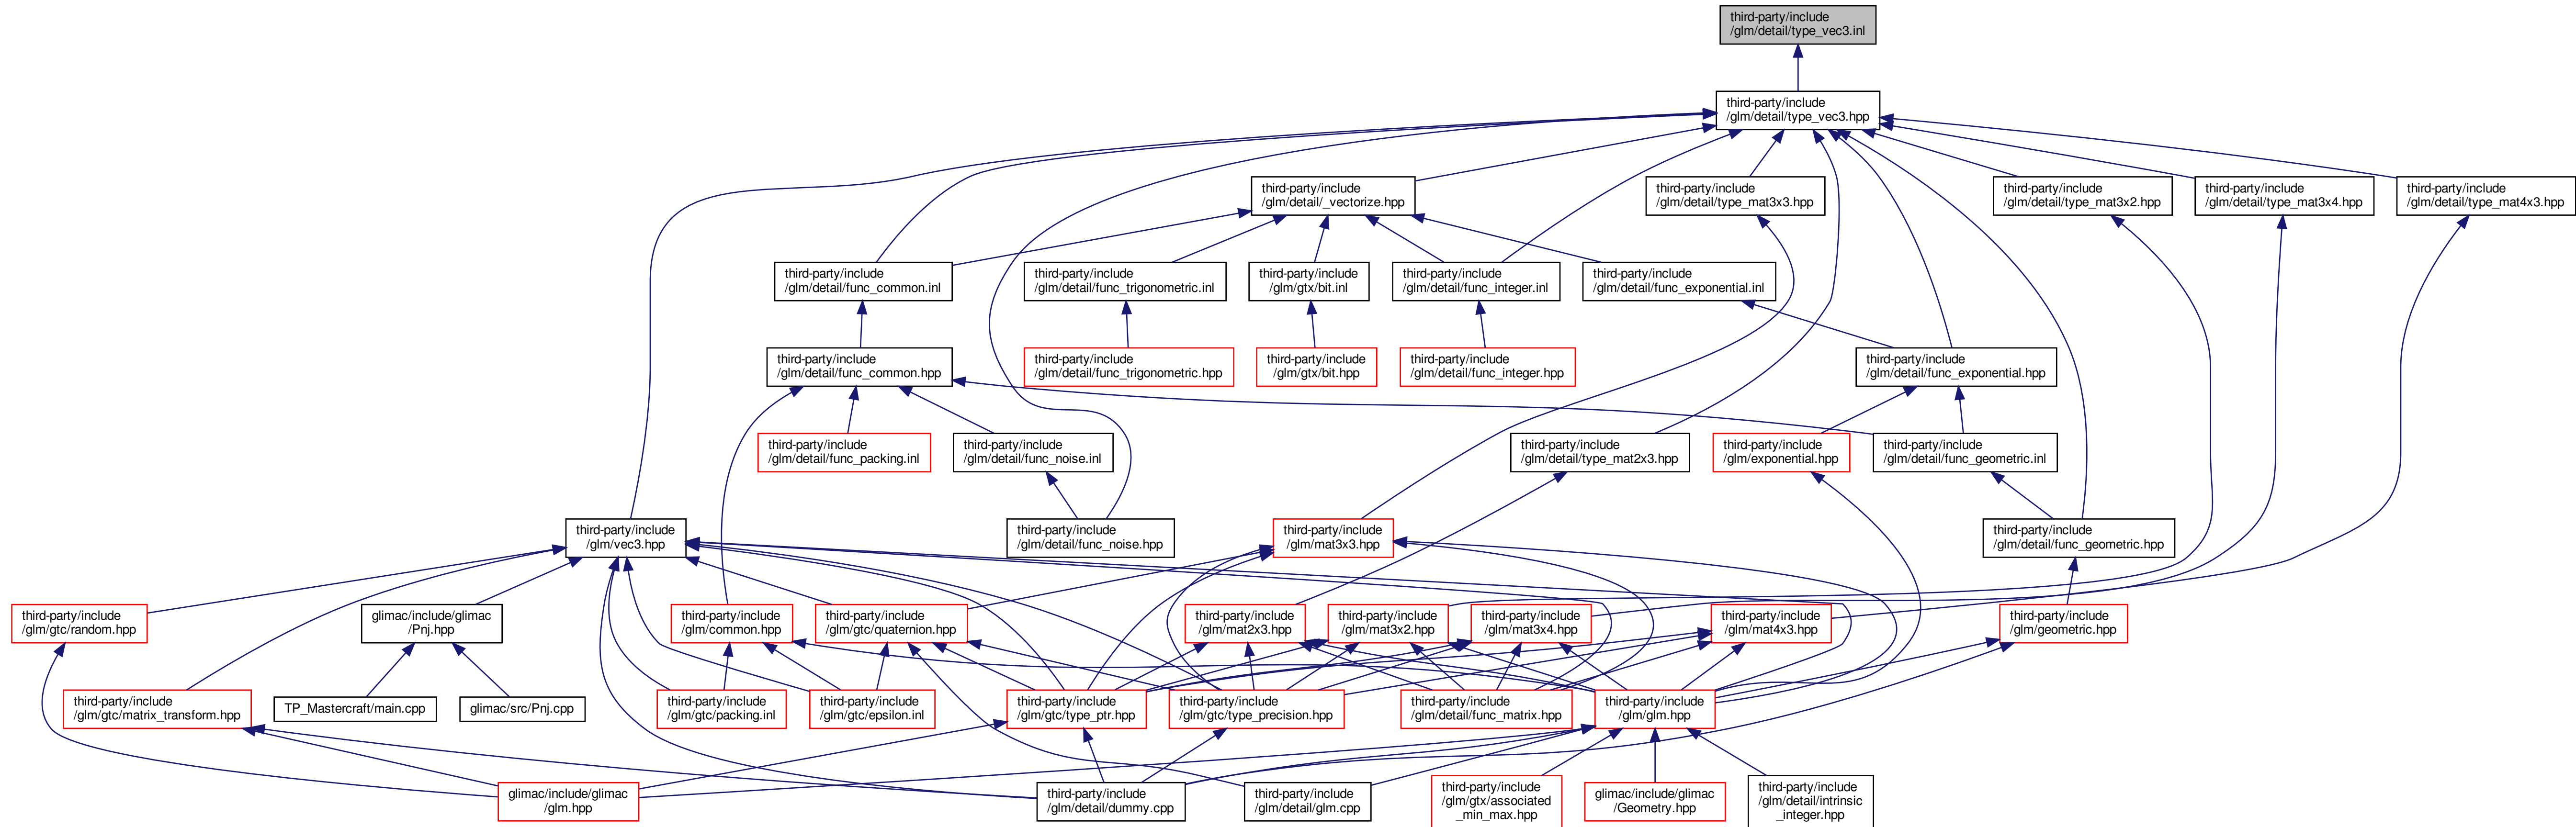 third-party/include
/glm/detail/type_vec3.inl
third-party/include
/glm/detail/type_vec3.hpp
third-party/include
/glm/detail/_vectorize.hpp
third-party/include
/glm/detail/type_mat3x3.hpp
third-party/include
/glm/detail/type_mat3x2.hpp
third-party/include
/glm/detail/type_mat3x4.hpp
third-party/include
/glm/detail/type_mat4x3.hpp
third-party/include
/glm/detail/func_common.inl
third-party/include
/glm/detail/func_trigonometric.inl
third-party/include
/glm/gtx/bit.inl
third-party/include
/glm/detail/func_integer.inl
third-party/include
/glm/detail/func_exponential.inl
third-party/include
/glm/detail/func_common.hpp
third-party/include
/glm/detail/func_trigonometric.hpp
third-party/include
/glm/gtx/bit.hpp
third-party/include
/glm/detail/func_integer.hpp
third-party/include
/glm/detail/func_exponential.hpp
third-party/include
/glm/detail/func_packing.inl
third-party/include
/glm/detail/func_noise.inl
third-party/include
/glm/detail/type_mat2x3.hpp
third-party/include
/glm/exponential.hpp
third-party/include
/glm/detail/func_geometric.inl
third-party/include
/glm/vec3.hpp
third-party/include
/glm/detail/func_noise.hpp
third-party/include
/glm/mat3x3.hpp
third-party/include
/glm/detail/func_geometric.hpp
third-party/include
/glm/gtc/random.hpp
glimac/include/glimac
/Pnj.hpp
third-party/include
/glm/common.hpp
third-party/include
/glm/gtc/quaternion.hpp
third-party/include
/glm/mat2x3.hpp
third-party/include
/glm/mat3x2.hpp
third-party/include
/glm/mat3x4.hpp
third-party/include
/glm/mat4x3.hpp
third-party/include
/glm/geometric.hpp
third-party/include
/glm/gtc/matrix_transform.hpp
TP_Mastercraft/main.cpp
glimac/src/Pnj.cpp
third-party/include
/glm/gtc/packing.inl
third-party/include
/glm/gtc/epsilon.inl
third-party/include
/glm/gtc/type_ptr.hpp
third-party/include
/glm/gtc/type_precision.hpp
third-party/include
/glm/detail/func_matrix.hpp
third-party/include
/glm/glm.hpp
glimac/include/glimac
/glm.hpp
third-party/include
/glm/detail/dummy.cpp
third-party/include
/glm/detail/glm.cpp
third-party/include
/glm/gtx/associated
_min_max.hpp
glimac/include/glimac
/Geometry.hpp
third-party/include
/glm/detail/intrinsic
_integer.hpp